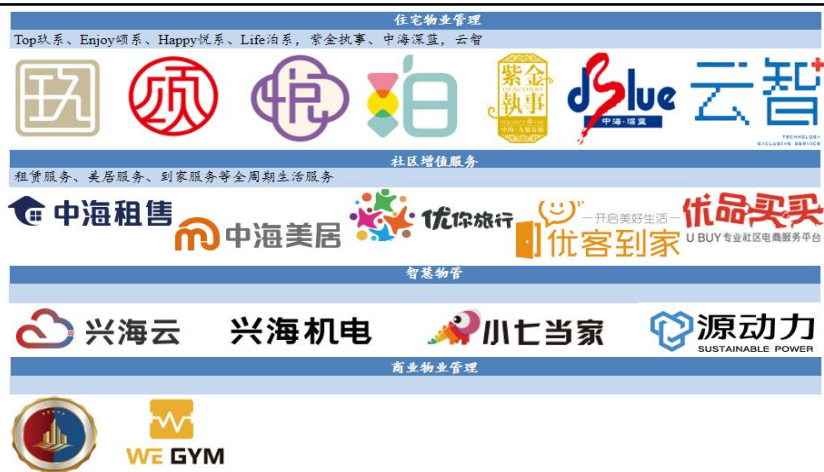 住宅物业管理
Top玖系、Enjoy颂系、Happy悦系、Life泊系，紫金执事、中海深蓝，云智
玖
颂
悦
泊
紫金
執事
dBlue
中海·深蓝
云智
TECHNOLOGY
EXCLUSIVE SERVICE
社区增值服务
租赁服务、美居服务、到家服务等全周期生活服务
中海租售
中海美居
优你旅行
开启美好生活
优客到家
优品买买
U BUY专业社区电商服务平台
智慧物管
兴海云
兴海机电
小七当家
源动力
SUSTAINABLE POWER
商业物业管理
WE GYM